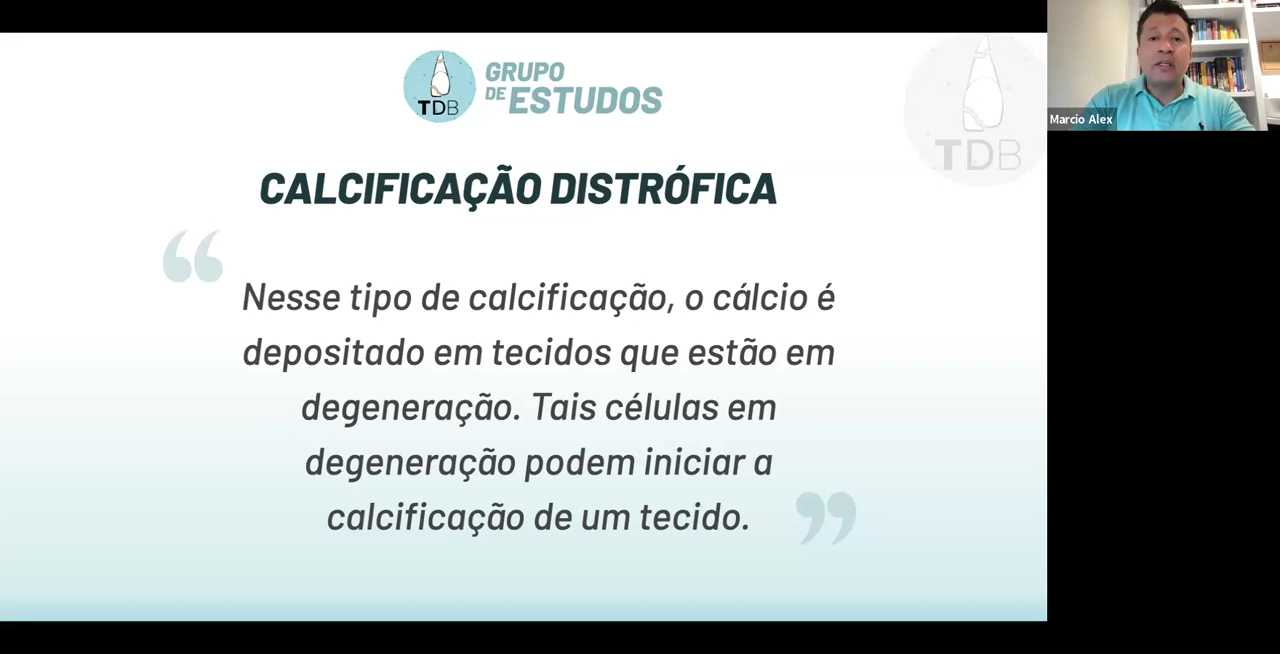 GRUPO
DE ESTUDOS
TDB
TDB
Marcio Alex
CALCIFICAÇÃO DISTRÓFICA
“
Nesse tipo de calcificação, o cálcio é
depositado em tecidos que estão em
degeneração. Tais células em
degeneração podem iniciar a
calcificação de um tecido.
”